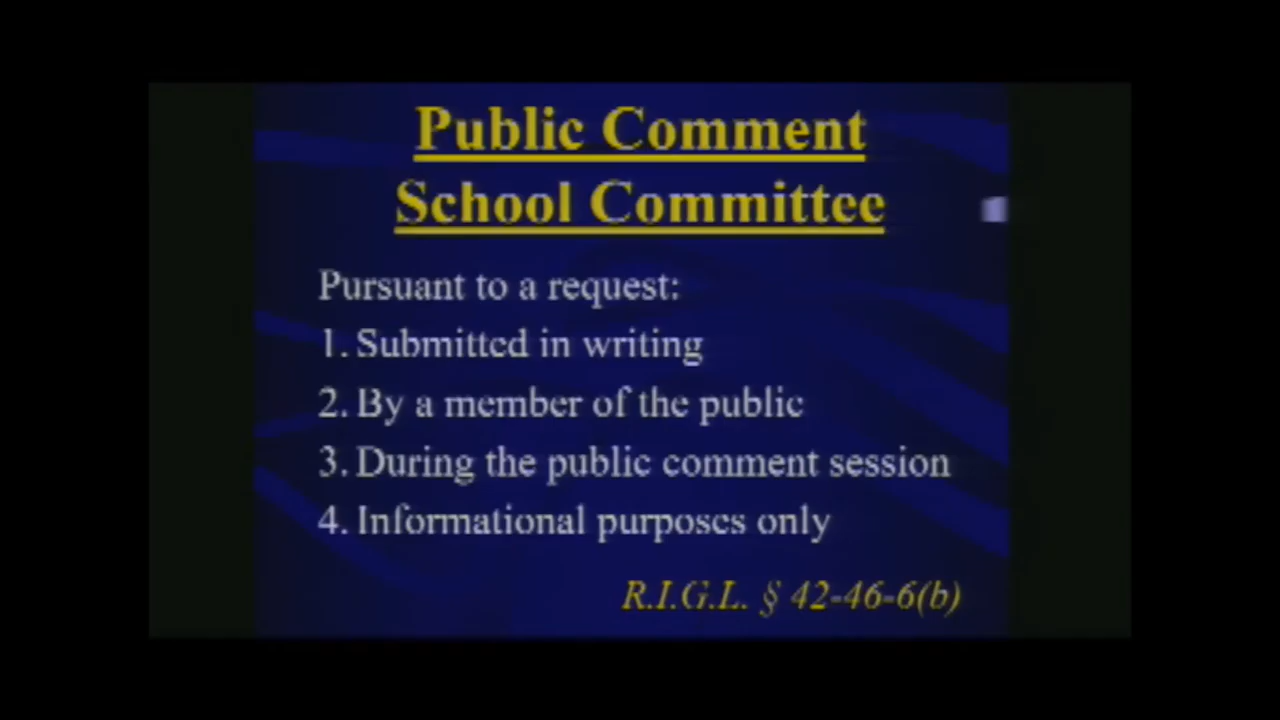 Public Comment
School Committee
Pursuant to a request:
1. Submitted in writing
2. By a member of the public
3. During the public comment session
4. Informational purposes only
R.I.G.L. § 42-46-6(b)